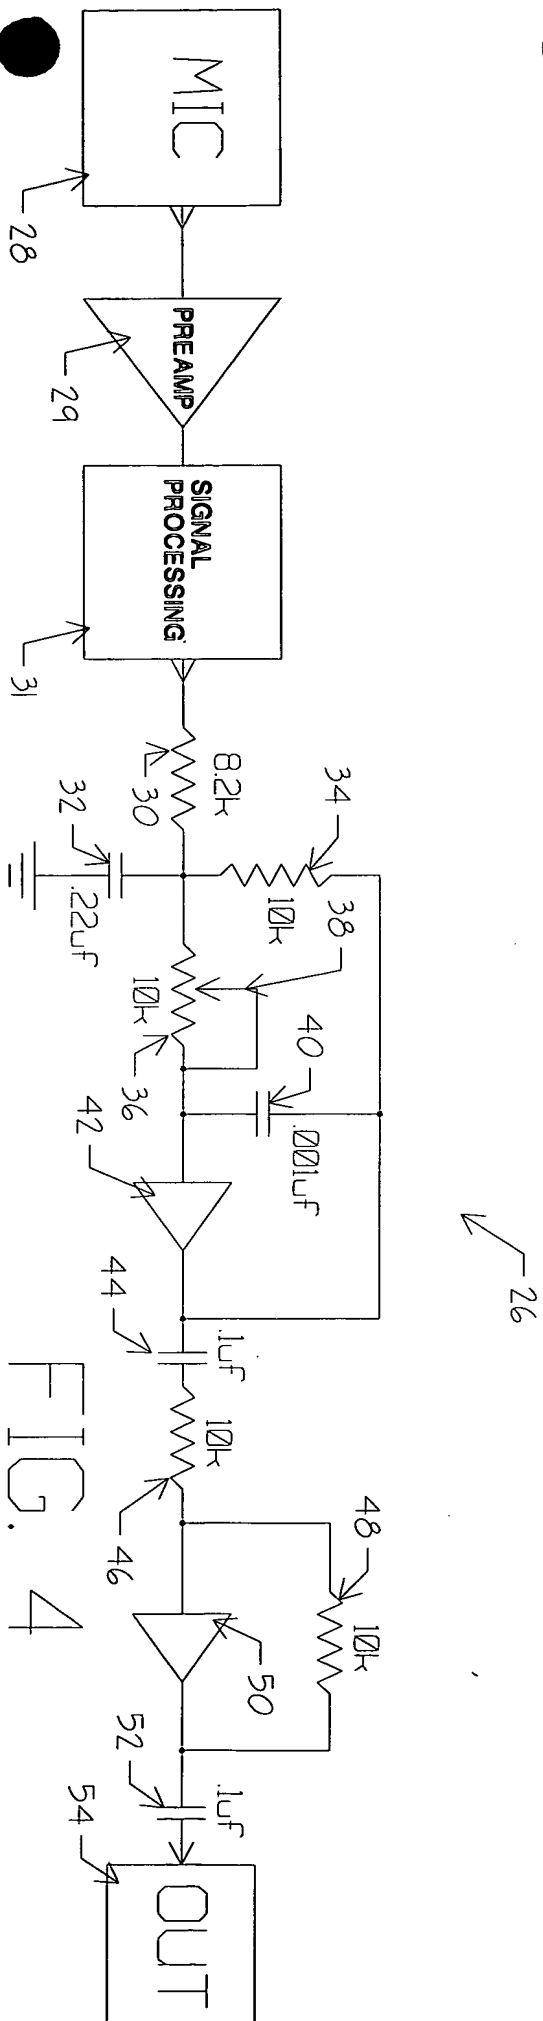 26
34
38
40
48
8.2k
10k
.001uf
10k
MIC
PREAMP
SIGNAL
PROCESSING
10k
.1uf
10k
.1uf
OUT
28
29
31
30
32
.22uf
36
42
44
46
50
52
54
FIG. 4